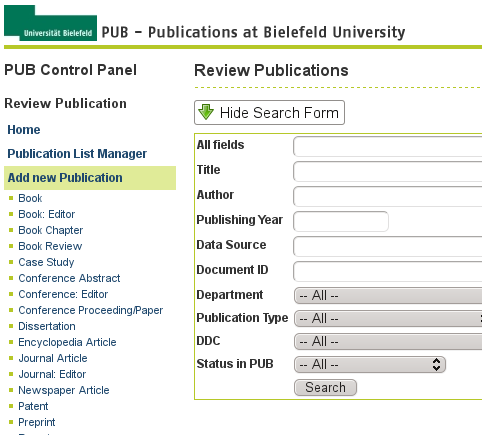 Universität Bielefeld
PUB – Publications at Bielefeld University
PUB Control Panel
Review Publication
Home
Publication List Manager
Add new Publication
Book
Book: Editor
Book Chapter
Book Review
Case Study
Conference Abstract
Conference: Editor
Conference Proceeding/Paper
Dissertation
Encyclopedia Article
Journal Article
Journal: Editor
Newspaper Article
Patent
Preprint
Review Publications
Hide Search Form
All fields
Title
Author
Publishing Year
Data Source
Document ID
Department -- All --
Publication Type -- All --
DDC -- All --
Status in PUB -- All --
Search